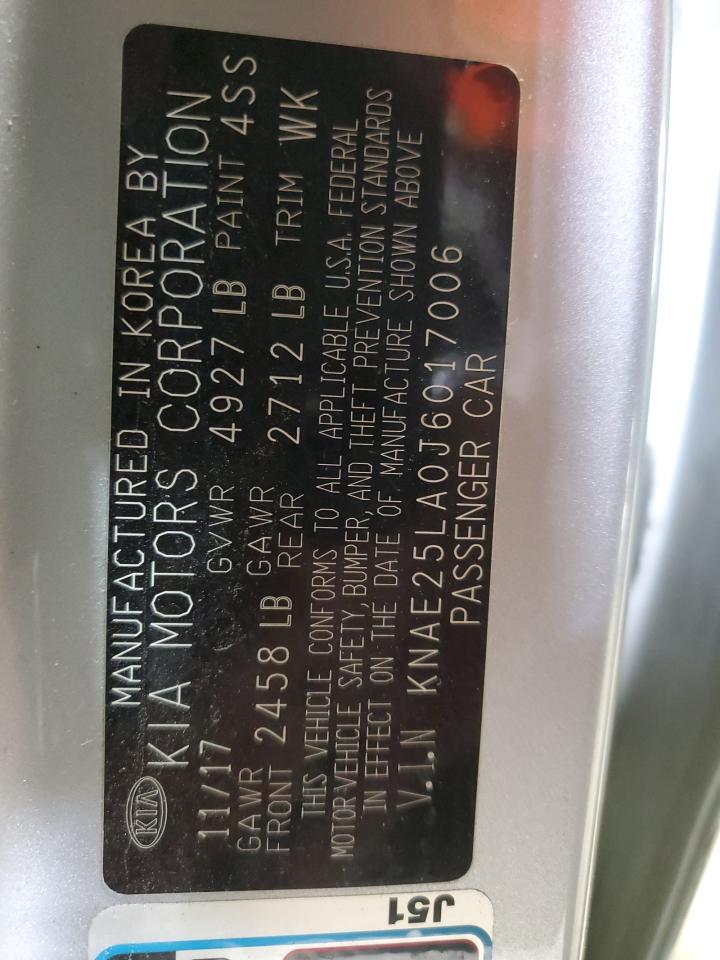 MANUFACTURED IN KOREA BY
KIA KIA MOTORS CORPORATION
11/17 GVWR 4927 LB PAINT 4SS
GAWR FRONT 2458 LB GAWR REAR 2712 LB TRIM WK
THIS VEHICLE CONFORMS TO ALL APPLICABLE U.S.A. FEDERAL
MOTOR VEHICLE SAFETY, BUMPER, AND THEFT PREVENTION STANDARDS
IN EFFECT ON THE DATE OF MANUFACTURE SHOWN ABOVE
V.I.N KNAE25LA0J6017006
PASSENGER CAR
J51